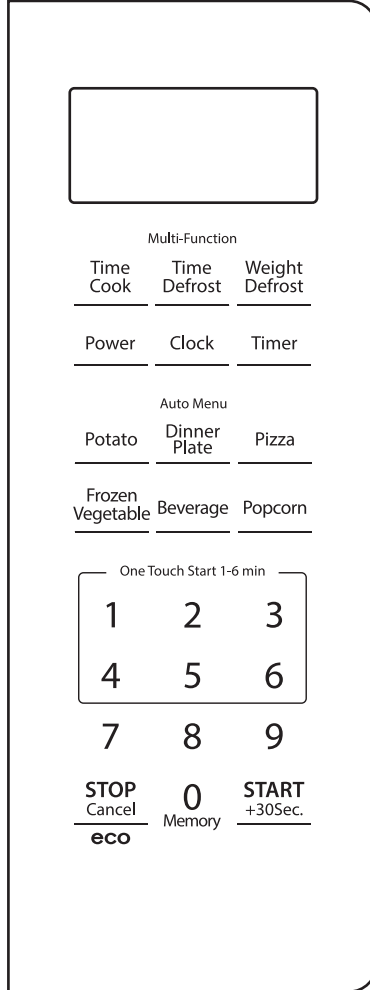 Multi-Function
Time Cook
Time Defrost
Weight Defrost
Power Clock Timer
Auto Menu
Potato
Dinner Plate
Pizza
Frozen Vegetable
Beverage
Popcorn
One Touch Start 1-6 min
1 2 3
4 5 6
7 8 9
STOP
Cancel
eco
0
Memory
START
+30Sec.